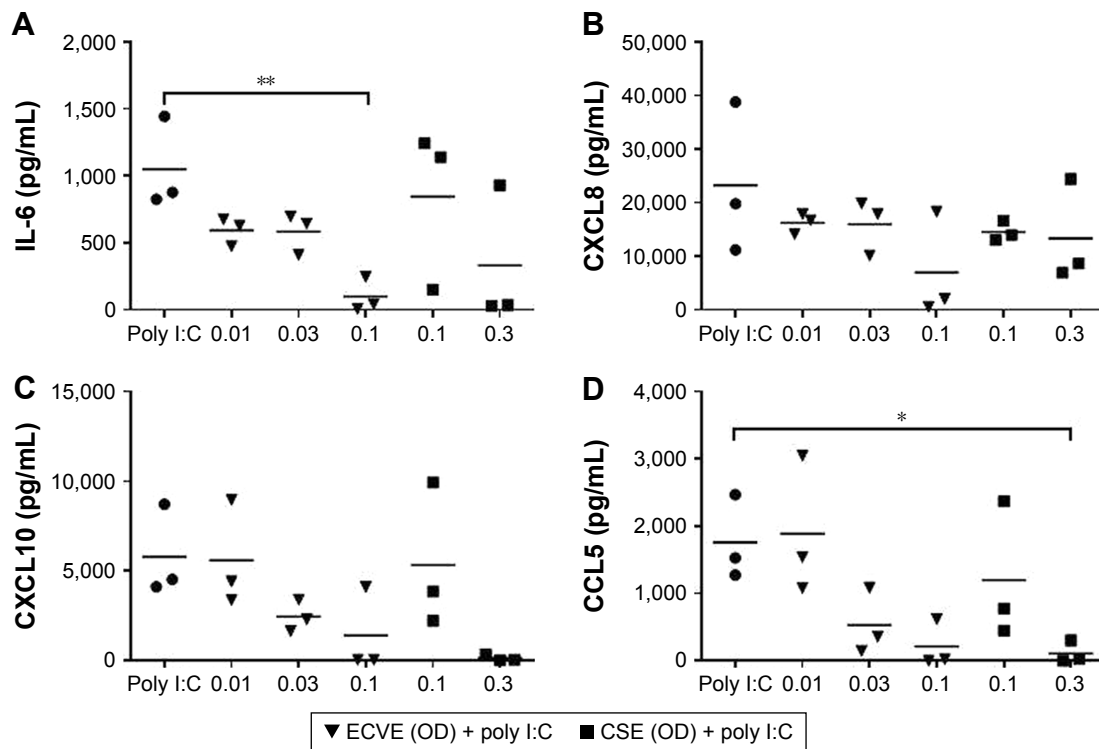 A
IL-6 (pg/mL)
2,000
1,500
1,000
500
0
**
Poly I:C 0.01 0.03 0.1 0.1 0.3
B
CXCL8 (pg/mL)
50,000
40,000
30,000
20,000
10,000
0
Poly I:C 0.01 0.03 0.1 0.1 0.3
C
CXCL10 (pg/mL)
15,000
10,000
5,000
0
Poly I:C 0.01 0.03 0.1 0.1 0.3
D
CCL5 (pg/mL)
4,000
3,000
2,000
1,000
0
*
Poly I:C 0.01 0.03 0.1 0.1 0.3
ECVE (OD) + poly I:C CSE (OD) + poly I:C